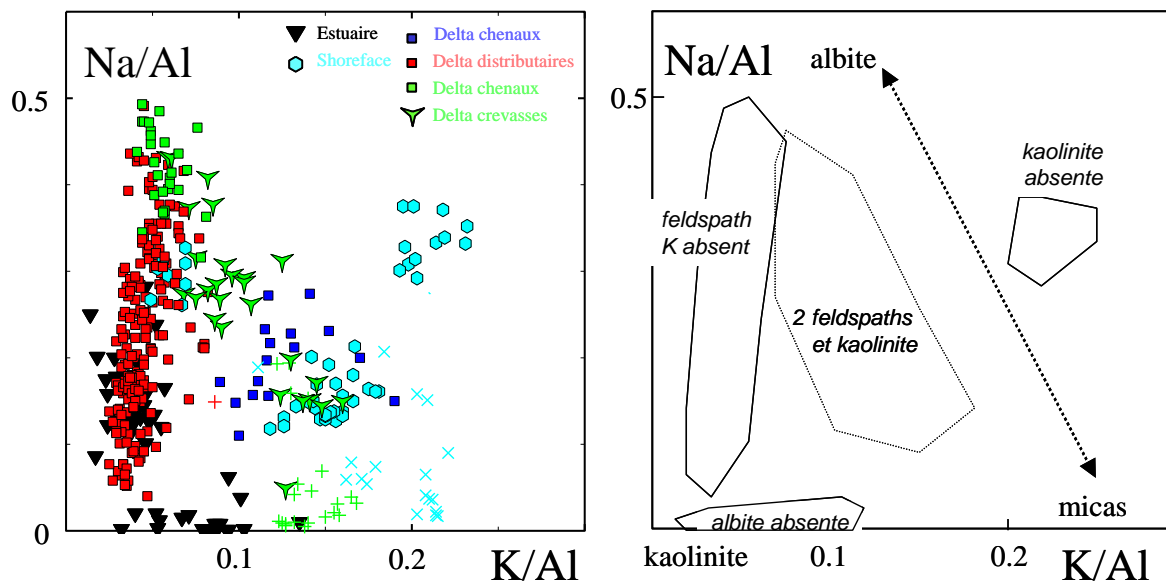 Na/Al
Estuaire
Shoreface
Delta chenaux
Delta distributaires
Delta chenaux
Delta crevasses
0.5
0
0.1
0.2
K/Al
Na/Al
albite
0.5
kaolinite
absente
feldspath
K absent
2 feldspaths
et kaolinite
albite absente
micas
0
kaolinite
0.1
0.2
K/Al